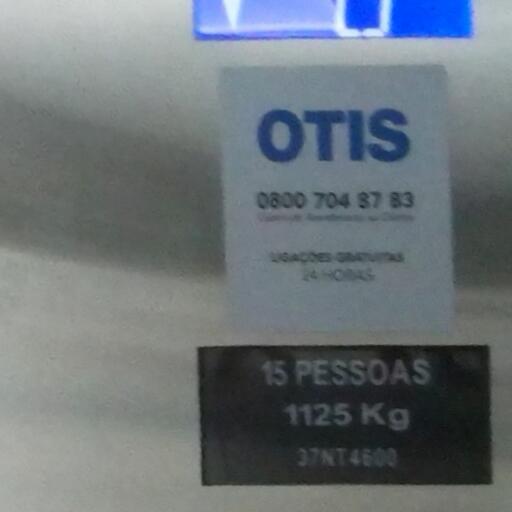 OTIS
0800 704 87 83
LIGAÇÕES GRATUITAS
24 HORAS
15 PESSOAS
1125 Kg
37NT4600